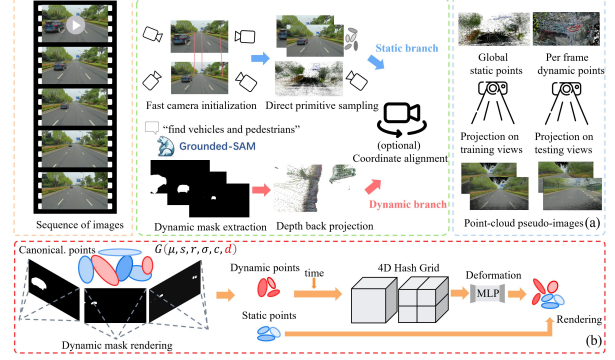 Sequence of images
Fast camera initialization
Direct primitive sampling
Static branch
"find vehicles and pedestrians"
Grounded-SAM
(optional)
Coordinate alignment
Dynamic mask extraction
Depth back projection
Dynamic branch
Global
static points
Per frame
dynamic points
Projection on
training views
Projection on
testing views
Point-cloud pseudo-images
(a)
Canonical. points
G(μ, s, r, σ, c, d)
Dynamic mask rendering
Dynamic points
time
Static points
4D Hash Grid
Deformation
MLP
Rendering
(b)